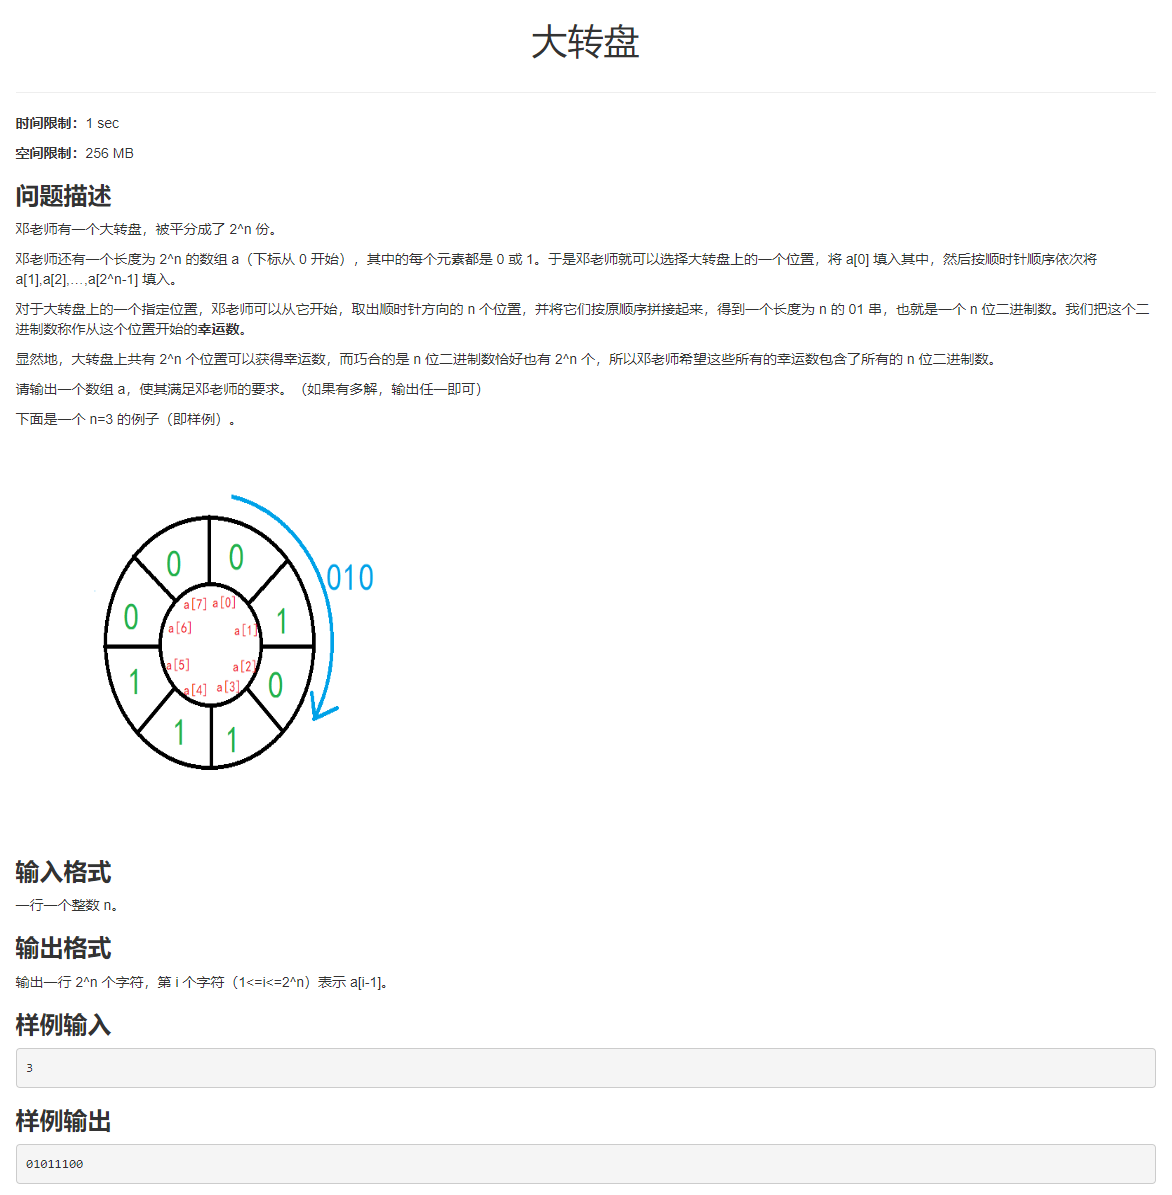 大转盘
时间限制：1 sec
空间限制：256 MB
问题描述
邓老师有一个大转盘，被平分成了 2^n 份。
邓老师还有一个长度为 2^n 的数组 a（下标从 0 开始），其中的每个元素都是 0 或 1。于是邓老师就可以选择大转盘上的一个位置，将 a[0] 填入其中，然后按顺时针顺序依次将
a[1],a[2],…,a[2^n-1] 填入。
对于大转盘上的一个指定位置，邓老师可以从它开始，取出顺时针方向的 n 个位置，并将它们按原顺序拼接起来，得到一个长度为 n 的 01 串，也就是一个 n 位二进制数。我们把这个二
进制数称作从这个位置开始的幸运数。
显然地，大转盘上共有 2^n 个位置可以获得幸运数，而巧合的是 n 位二进制数恰好也有 2^n 个，所以邓老师希望这些所有的幸运数包含了所有的 n 位二进制数。
请输出一个数组 a，使其满足邓老师的要求。（如果有多解，输出任一即可）
下面是一个 n=3 的例子（即样例）。
0 0
010
a[7] a[0]
0 1
a[6] a[1]
a[5] a[2]
1 0
a[4] a[3]
1 1
输入格式
一行一个整数 n。
输出格式
输出一行 2^n 个字符，第 i 个字符（1<=i<=2^n）表示 a[i-1]。
样例输入
3
样例输出
01011100